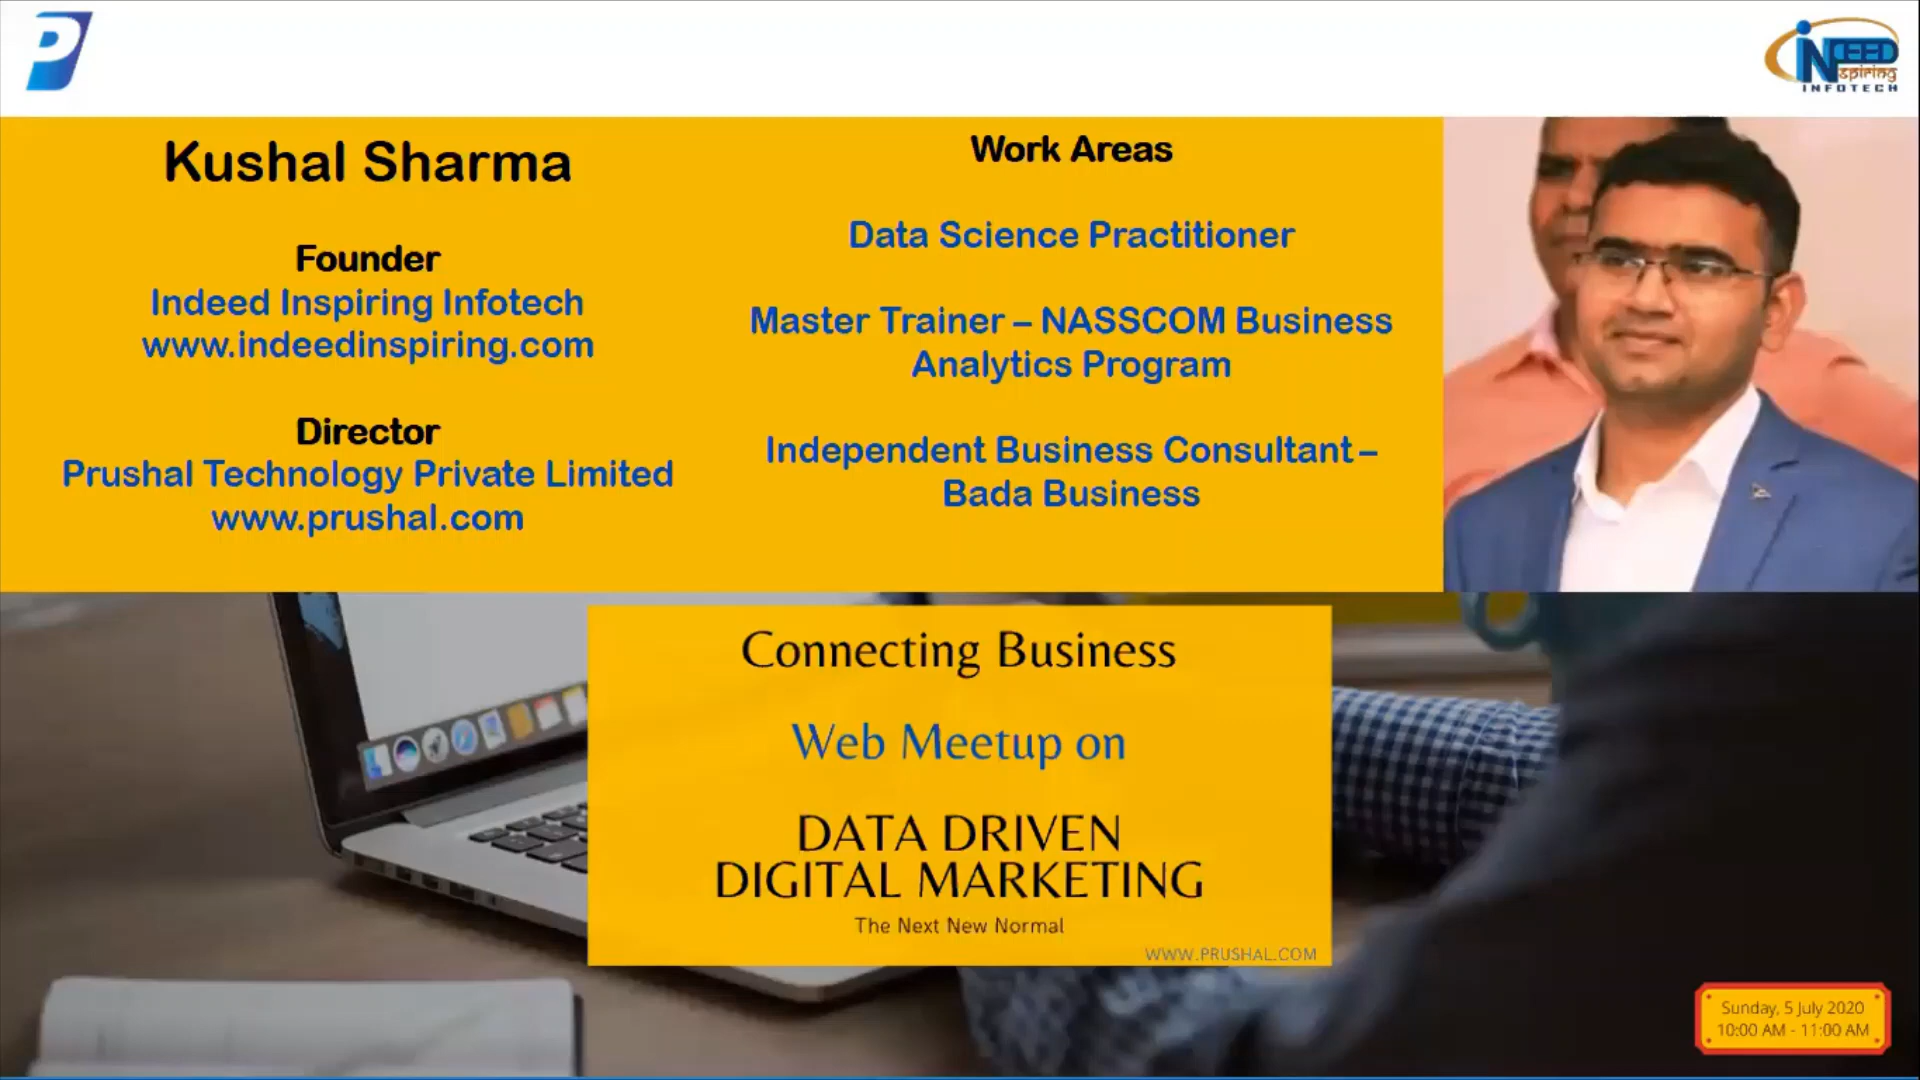 P
INDEED
Inspiring
INFOTECH
Kushal Sharma
Founder
Indeed Inspiring Infotech
www.indeedinspiring.com
Director
Prushal Technology Private Limited
www.prushal.com
Work Areas
Data Science Practitioner
Master Trainer – NASSCOM Business
Analytics Program
Independent Business Consultant –
Bada Business
Connecting Business
Web Meetup on
DATA DRIVEN
DIGITAL MARKETING
The Next New Normal
WWW.PRUSHAL.COM
Sunday, 5 July 2020
10:00 AM - 11:00 AM